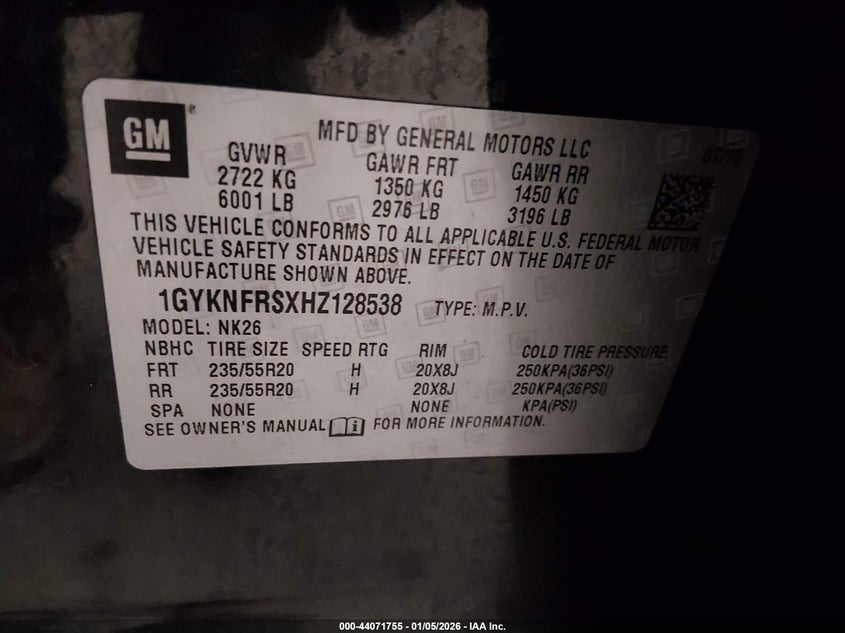 GM
MFD BY GENERAL MOTORS LLC
07/16
GVWR GAWR FRT GAWR RR
2722 KG 1350 KG 1450 KG
6001 LB 2976 LB 3196 LB
THIS VEHICLE CONFORMS TO ALL APPLICABLE U.S. FEDERAL MOTOR
VEHICLE SAFETY STANDARDS IN EFFECT ON THE DATE OF
MANUFACTURE SHOWN ABOVE.
1GYKNFRSXHZ128538 TYPE: M.P.V.
MODEL: NK26
NBHC TIRE SIZE SPEED RTG RIM COLD TIRE PRESSURE
FRT 235/55R20 H 20X8J 250KPA(36PSI)
RR 235/55R20 H 20X8J 250KPA(36PSI)
SPA NONE NONE KPA(PSI)
SEE OWNER'S MANUAL FOR MORE INFORMATION.
000-44071755 - 01/05/2026 - IAA Inc.